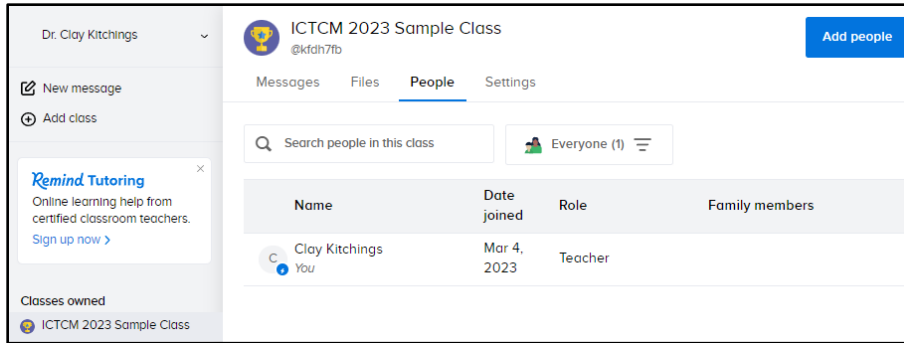 Dr. Clay Kitchings
New message
Add class
Remind Tutoring
Online learning help from
certified classroom teachers.
Sign up now >
Classes owned
ICTCM 2023 Sample Class
ICTCM 2023 Sample Class
@kfdh7fb
Add people
Messages Files People Settings
Search people in this class
Everyone (1)
Name Date joined Role Family members
C Clay Kitchings Mar 4, 2023 Teacher
You